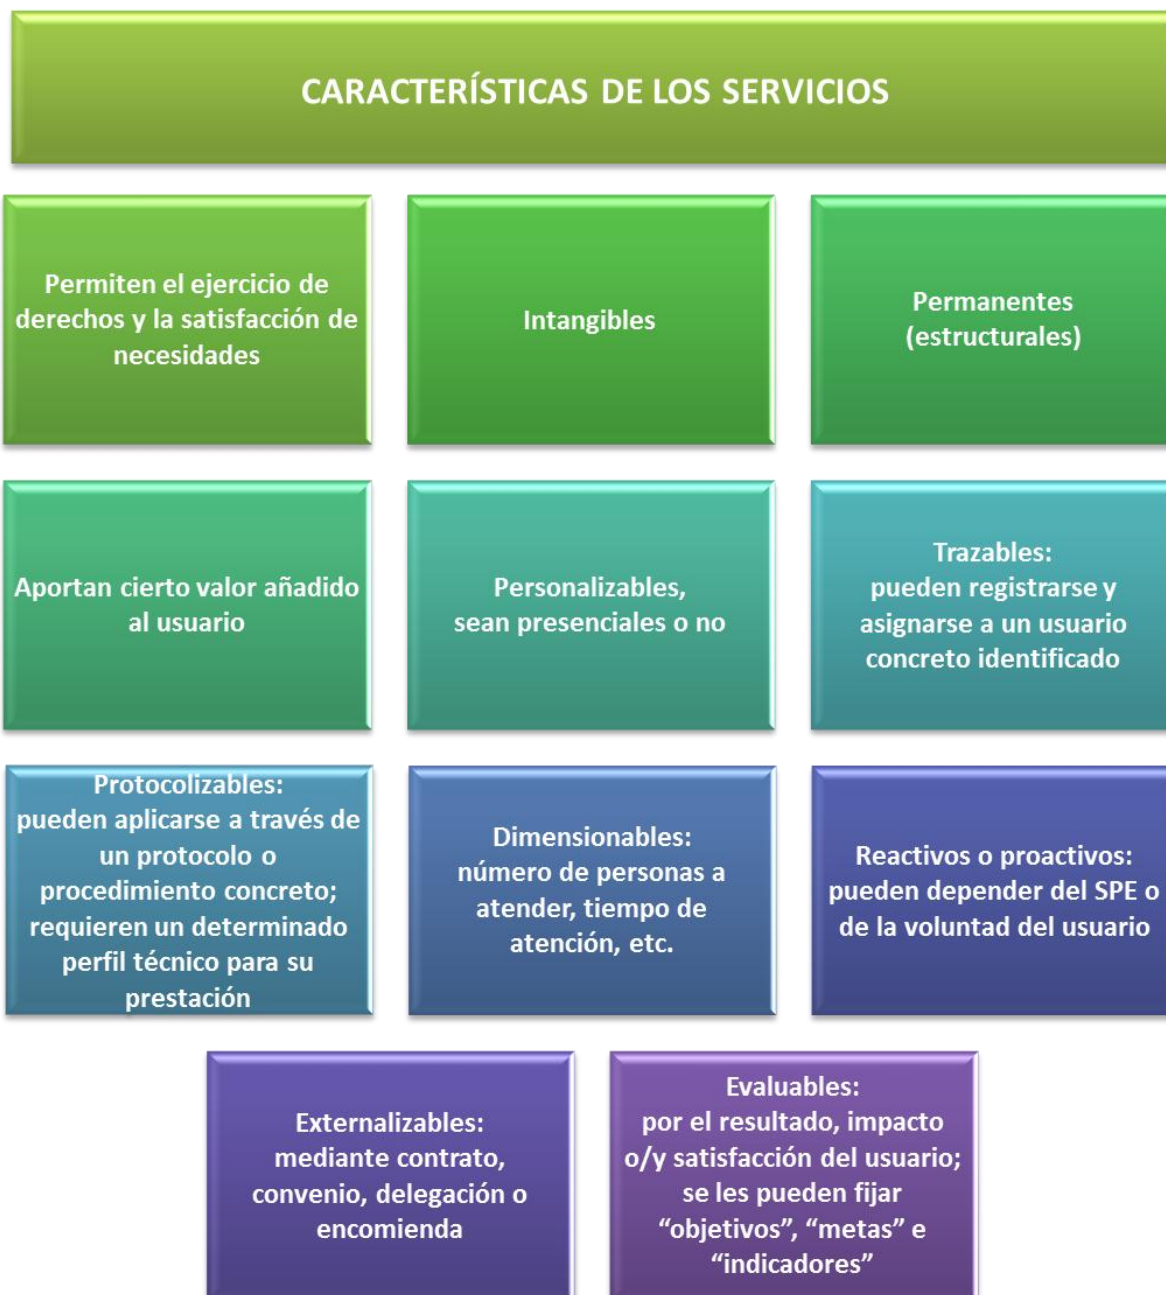 CARACTERÍSTICAS DE LOS SERVICIOS
Permiten el ejercicio de
derechos y la satisfacción de
necesidades
Intangibles
Permanentes
(estructurales)
Aportan cierto valor añadido
al usuario
Personalizables,
sean presenciales o no
Trazables:
pueden registrarse y
asignarse a un usuario
concreto identificado
Protocolizables:
pueden aplicarse a través de
un protocolo o
procedimiento concreto;
requieren un determinado
perfil técnico para su
prestación
Dimensionables:
número de personas a
atender, tiempo de
atención, etc.
Reactivos o proactivos:
pueden depender del SPE o
de la voluntad del usuario
Externalizables:
mediante contrato,
convenio, delegación o
encomienda
Evaluables:
por el resultado, impacto
o/y satisfacción del usuario;
se les pueden fijar
“objetivos”, “metas” e
“indicadores”